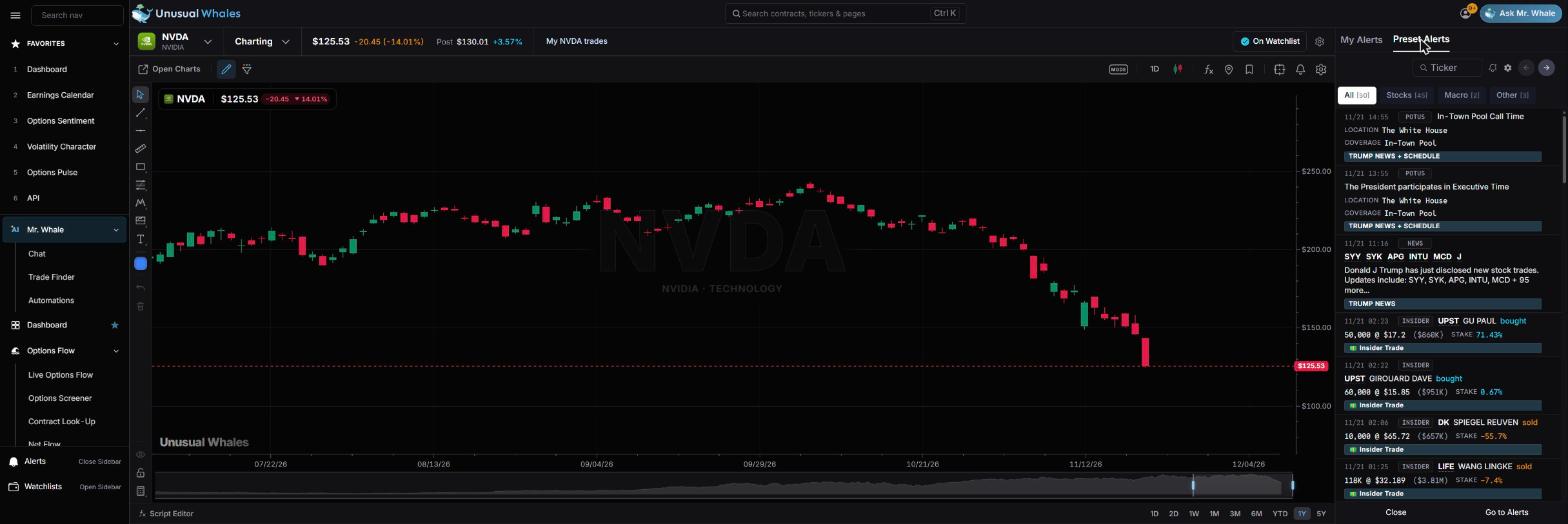 Search nav
Unusual Whales
Search contracts, tickers & pages
Ctrl K
9+
Ask Mr. Whale
FAVORITES
1 Dashboard
2 Earnings Calendar
3 Options Sentiment
4 Volatility Character
5 Options Pulse
6 API
AI Mr. Whale
Chat
Trade Finder
Automations
Dashboard
Options Flow
Live Options Flow
Options Screener
Contract Look-Up
Net Flow
Alerts Close Sidebar
Watchlists Open Sidebar
NVDA
NVIDIA
Charting
$125.53 -20.45 (-14.01%) Post $130.01 +3.57%
My NVDA trades
On Watchlist
Open Charts
MODE
1D
fx
NVDA $125.53 -20.45 ▼ 14.01%
T
NVDA
NVIDIA · TECHNOLOGY
$250.00
$200.00
$150.00
$125.53
$100.00
Unusual Whales
07/22/26 08/13/26 09/04/26 09/29/26 10/21/26 11/12/26 12/04/26
fx Script Editor
1D 2D 1W 1M 3M 6M YTD 1Y 5Y
My Alerts Preset Alerts
Ticker
All [50] Stocks [45] Macro [2] Other [3]
11/21 14:55 POTUS In-Town Pool Call Time
LOCATION The White House
COVERAGE In-Town Pool
TRUMP NEWS + SCHEDULE
11/21 13:55 POTUS
The President participates in Executive Time
LOCATION The White House
COVERAGE In-Town Pool
TRUMP NEWS + SCHEDULE
11/21 11:16 NEWS
SYY SYK APG INTU MCD J
Donald J Trump has just disclosed new stock trades.
Updates include: SYY, SYK, APG, INTU, MCD + 95
more...
TRUMP NEWS
11/21 02:23 INSIDER UPST GU PAUL bought
50,000 @ $17.2 ($860K) STAKE 71.43%
Insider Trade
11/21 02:22 INSIDER
UPST GIROUARD DAVE bought
60,000 @ $15.85 ($951K) STAKE 0.67%
Insider Trade
11/21 02:06 INSIDER DK SPIEGEL REUVEN sold
10,000 @ $65.72 ($657K) STAKE -55.7%
Insider Trade
11/21 01:25 INSIDER LIFE WANG LINGKE sold
118K @ $32.189 ($3.81M) STAKE -7.4%
Insider Trade
Close Go to Alerts